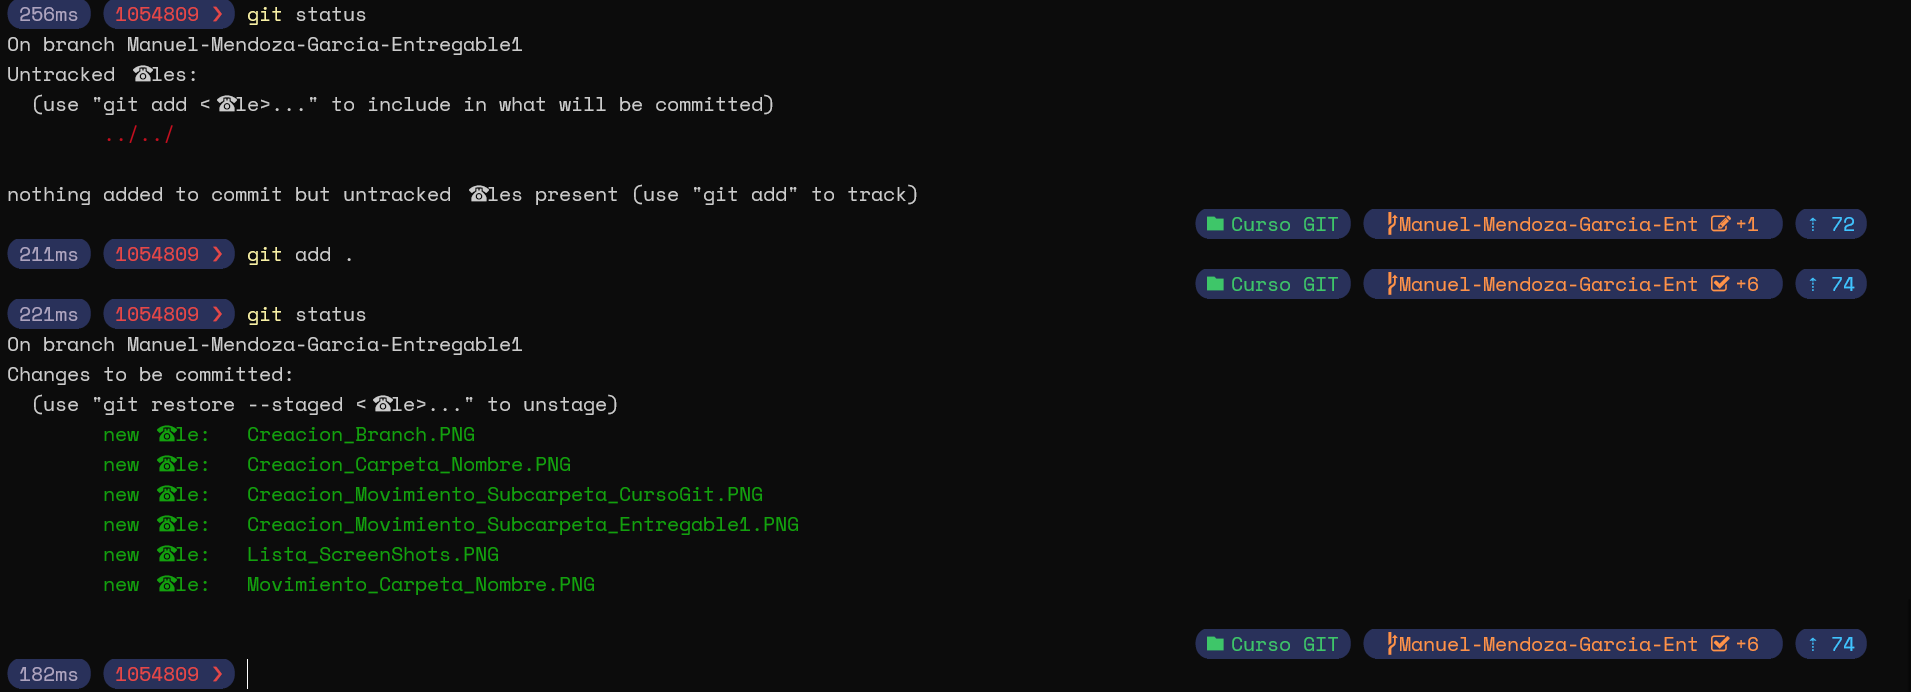 256ms 1054809 ❯ git status
On branch Manuel-Mendoza-Garcia-Entregable1
Untracked ☎les:
(use "git add <☎le>..." to include in what will be committed)
../../
nothing added to commit but untracked ☎les present (use "git add" to track)
Curso GIT Manuel-Mendoza-Garcia-Ent +1 ⇡ 72
211ms 1054809 ❯ git add .
Curso GIT Manuel-Mendoza-Garcia-Ent +6 ⇡ 74
221ms 1054809 ❯ git status
On branch Manuel-Mendoza-Garcia-Entregable1
Changes to be committed:
(use "git restore --staged <☎le>..." to unstage)
new ☎le: Creacion_Branch.PNG
new ☎le: Creacion_Carpeta_Nombre.PNG
new ☎le: Creacion_Movimiento_Subcarpeta_CursoGit.PNG
new ☎le: Creacion_Movimiento_Subcarpeta_Entregable1.PNG
new ☎le: Lista_ScreenShots.PNG
new ☎le: Movimiento_Carpeta_Nombre.PNG
Curso GIT Manuel-Mendoza-Garcia-Ent +6 ⇡ 74
182ms 1054809 ❯